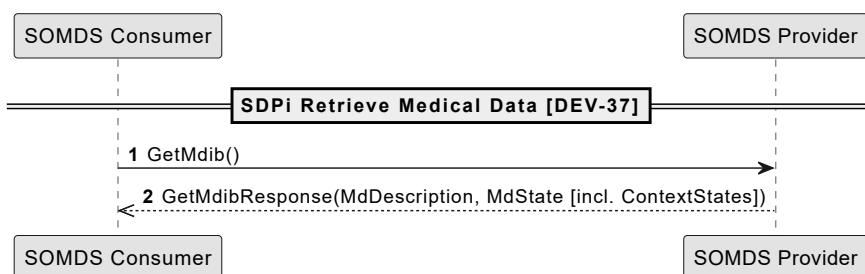 SOMDS Consumer SOMDS Provider
SDPi Retrieve Medical Data [DEV-37]
1 GetMdib()
2 GetMdibResponse(MdDescription, MdState [incl. ContextStates])
SOMDS Consumer SOMDS Provider